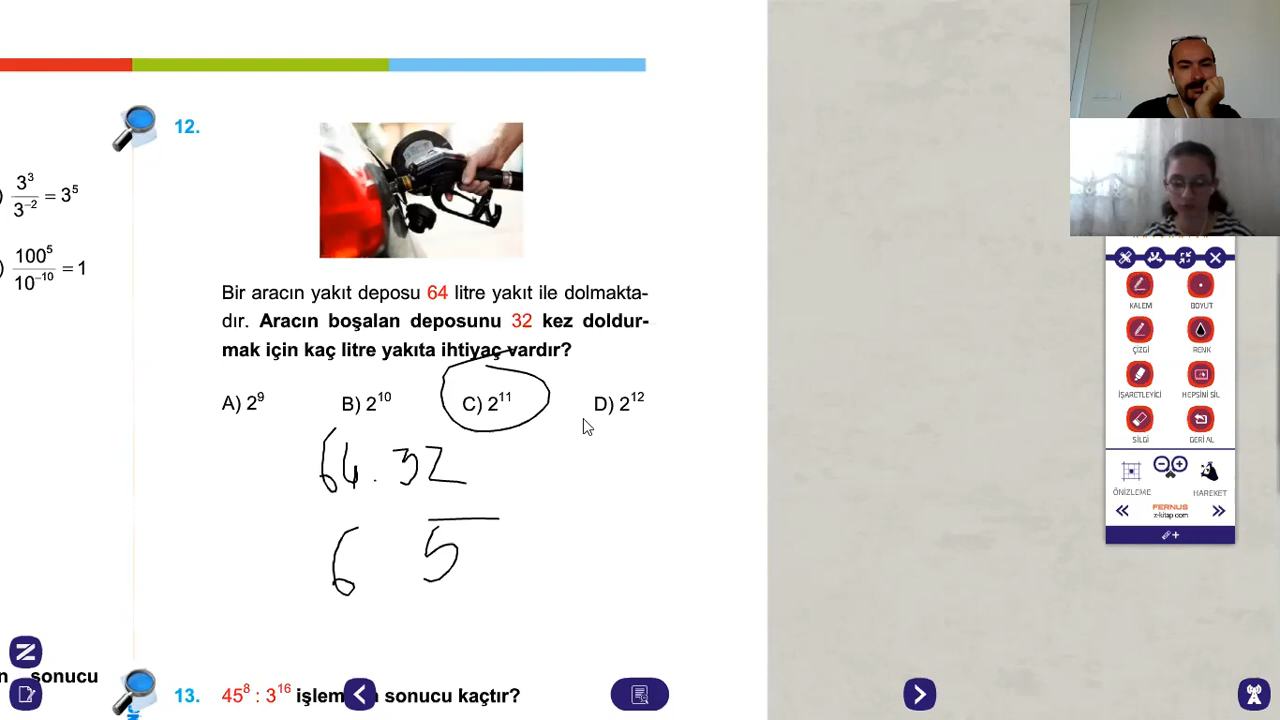 ) 3³/3⁻² = 3⁵
) 100⁵/10⁻¹⁰ = 1
n sonucu
12.
Bir aracın yakıt deposu 64 litre yakıt ile dolmakta-
dır. Aracın boşalan deposunu 32 kez doldur-
mak için kaç litre yakıta ihtiyaç vardır?
A) 2⁹ B) 2¹⁰ C) 2¹¹ D) 2¹²
64.32
6 5
13. 45⁸ : 3¹⁶ işlem n sonucu kaçtır?
KALEM BOYUT
ÇİZGİ RENK
İŞARETLEYİCİ HEPSİNİ SİL
SİLGİ GERİ AL
ÖNİZLEME HAREKET
FERNUS
z-kitap.com